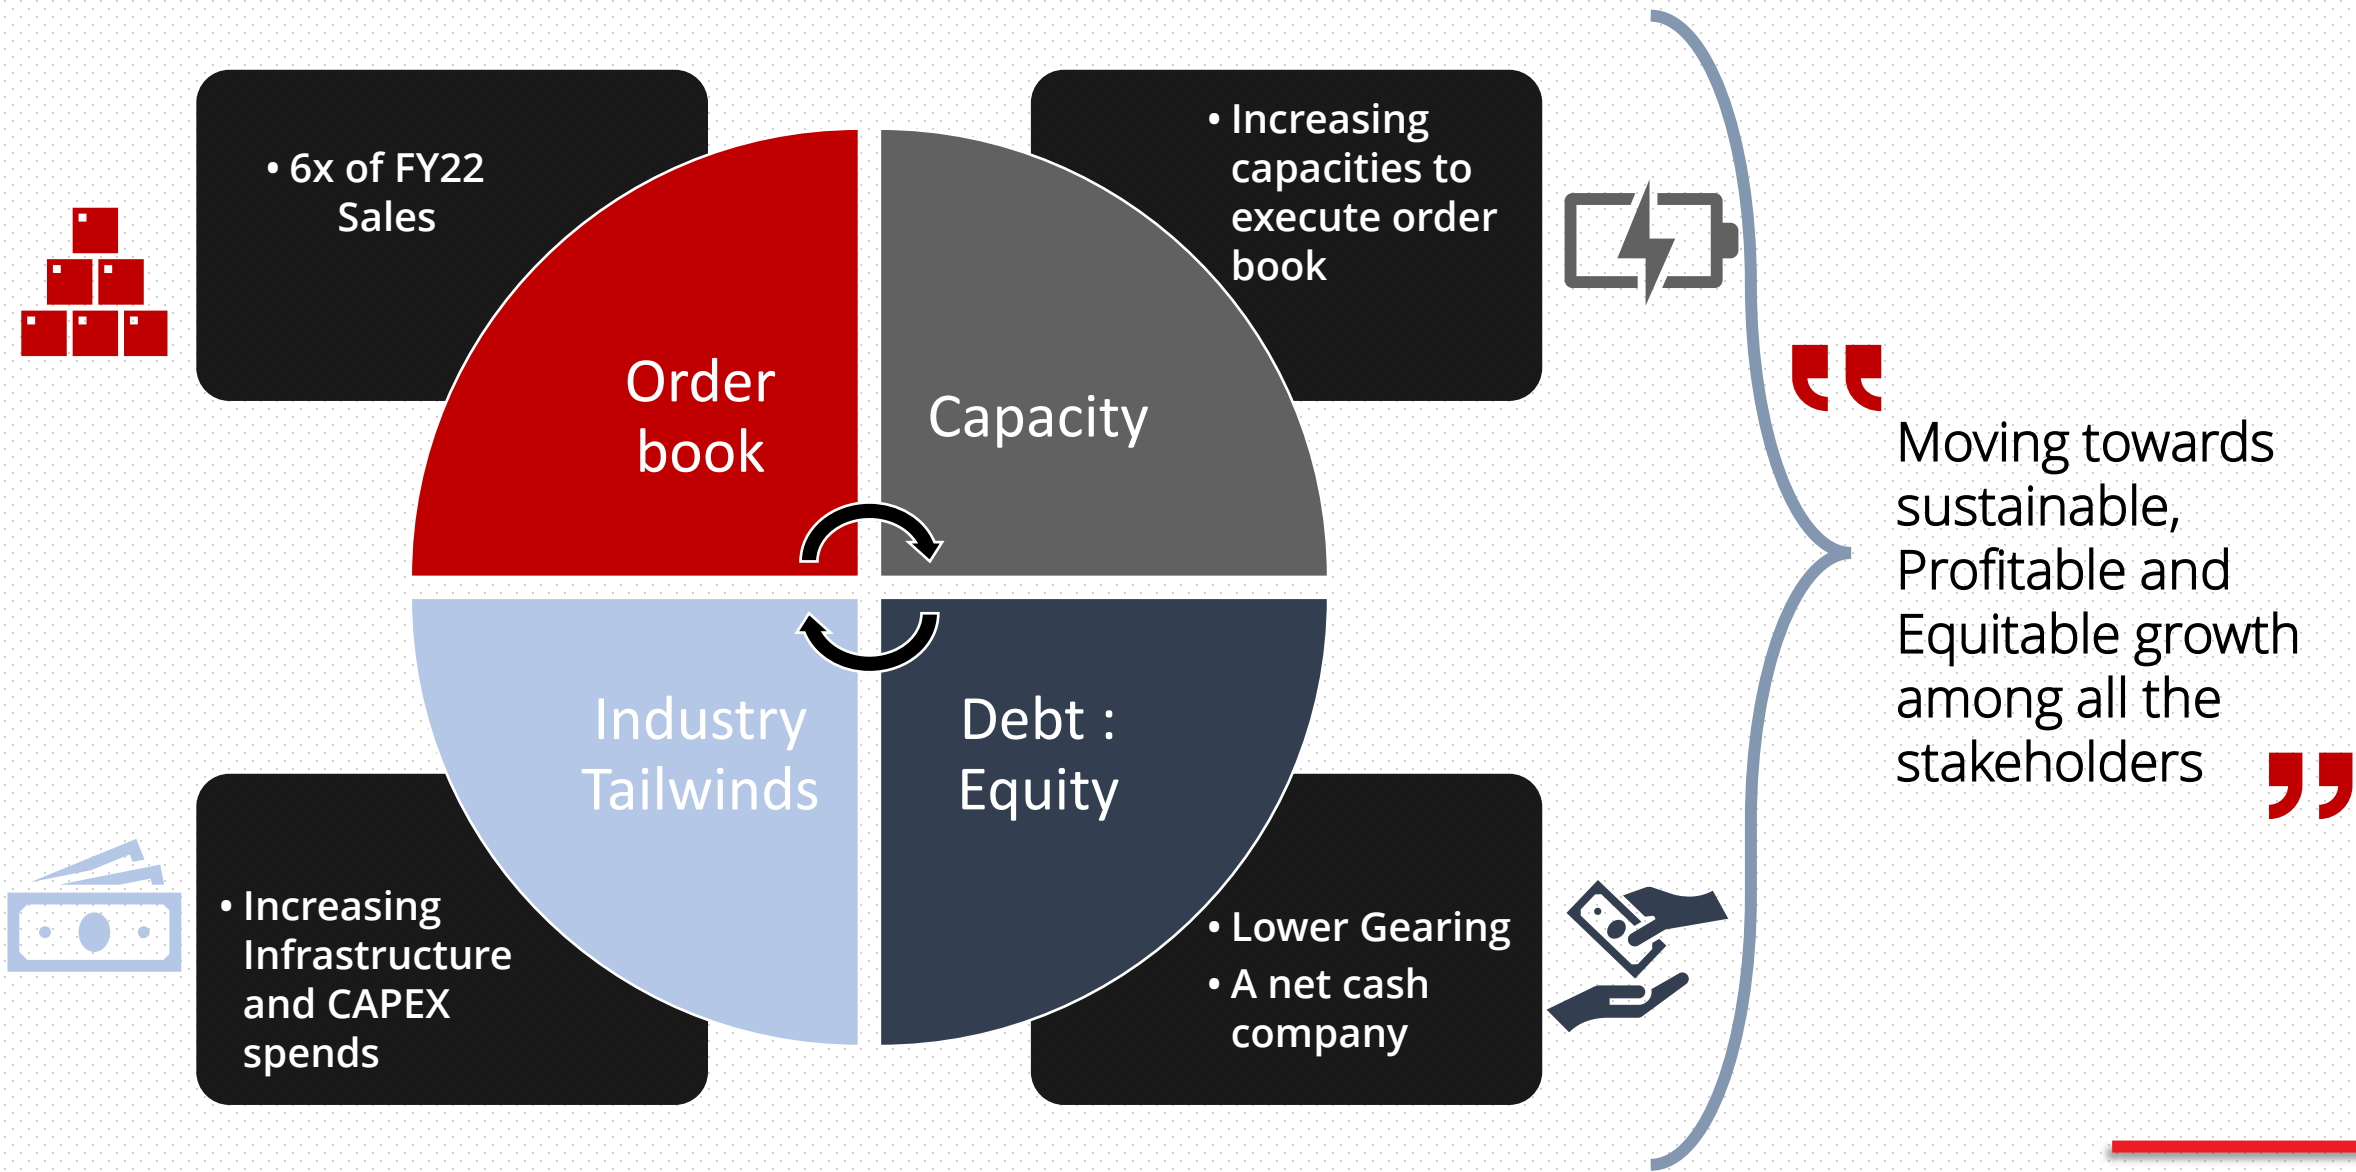 • 6x of FY22
Sales
• Increasing
capacities to
execute order
book
Order
book
Capacity
Industry
Tailwinds
Debt :
Equity
• Increasing
Infrastructure
and CAPEX
spends
• Lower Gearing
• A net cash
company
Moving towards
sustainable,
Profitable and
Equitable growth
among all the
stakeholders